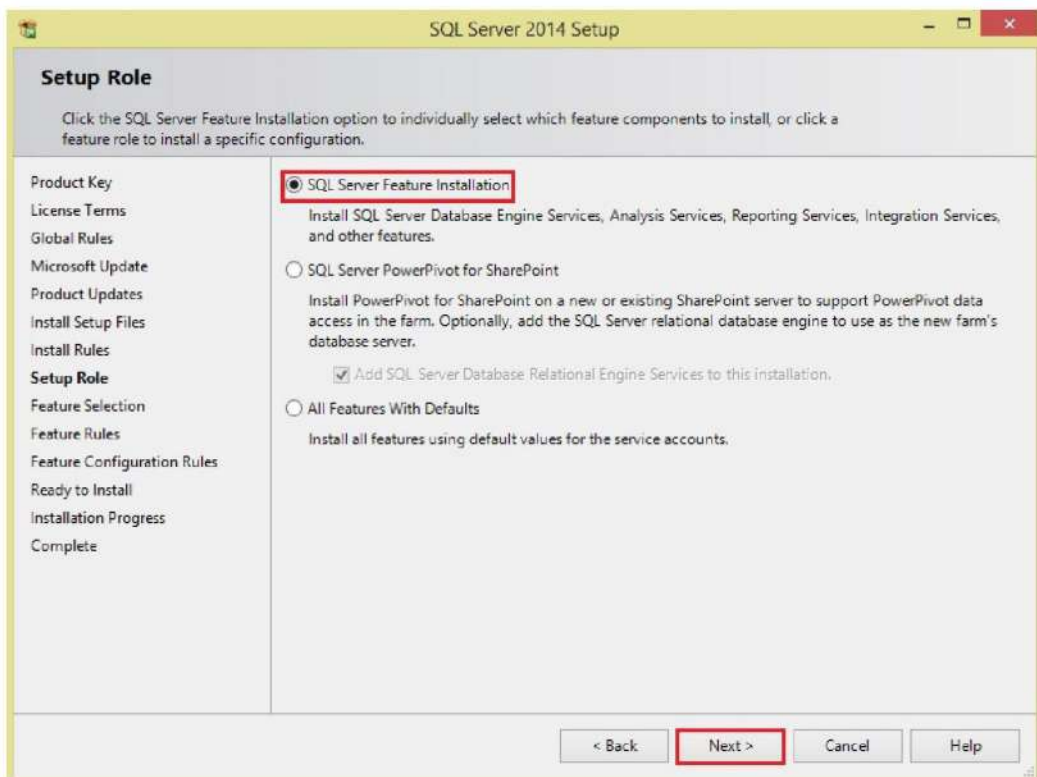 SQL Server 2014 Setup
Setup Role
Click the SQL Server Feature Installation option to individually select which feature components to install, or click a
feature role to install a specific configuration.
Product Key
License Terms
Global Rules
Microsoft Update
Product Updates
Install Setup Files
Install Rules
Setup Role
Feature Selection
Feature Rules
Feature Configuration Rules
Ready to Install
Installation Progress
Complete
SQL Server Feature Installation
Install SQL Server Database Engine Services, Analysis Services, Reporting Services, Integration Services,
and other features.
SQL Server PowerPivot for SharePoint
Install PowerPivot for SharePoint on a new or existing SharePoint server to support PowerPivot data
access in the farm. Optionally, add the SQL Server relational database engine to use as the new farm's
database server.
Add SQL Server Database Relational Engine Services to this installation.
All Features With Defaults
Install all features using default values for the service accounts.
< Back
Next >
Cancel
Help